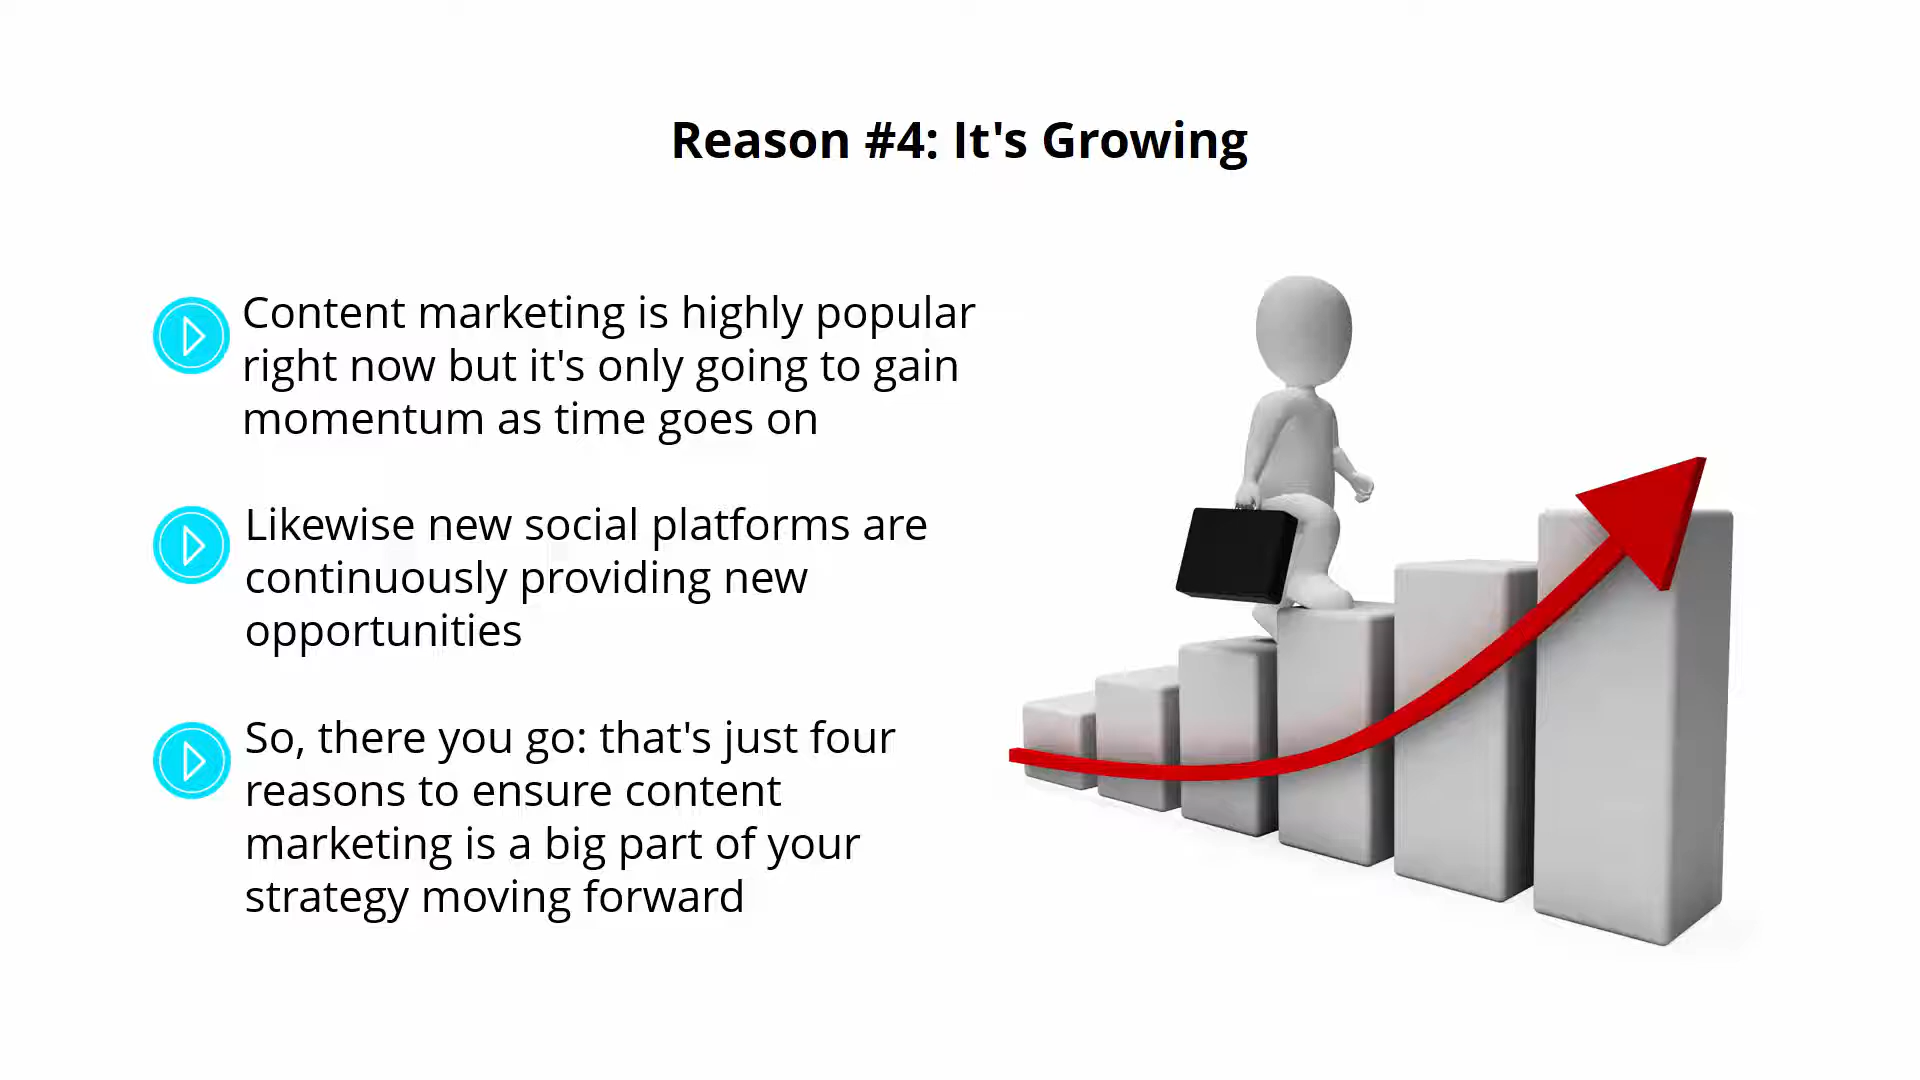 Reason #4: It's Growing
Content marketing is highly popular
right now but it's only going to gain
momentum as time goes on
Likewise new social platforms are
continuously providing new
opportunities
So, there you go: that's just four
reasons to ensure content
marketing is a big part of your
strategy moving forward